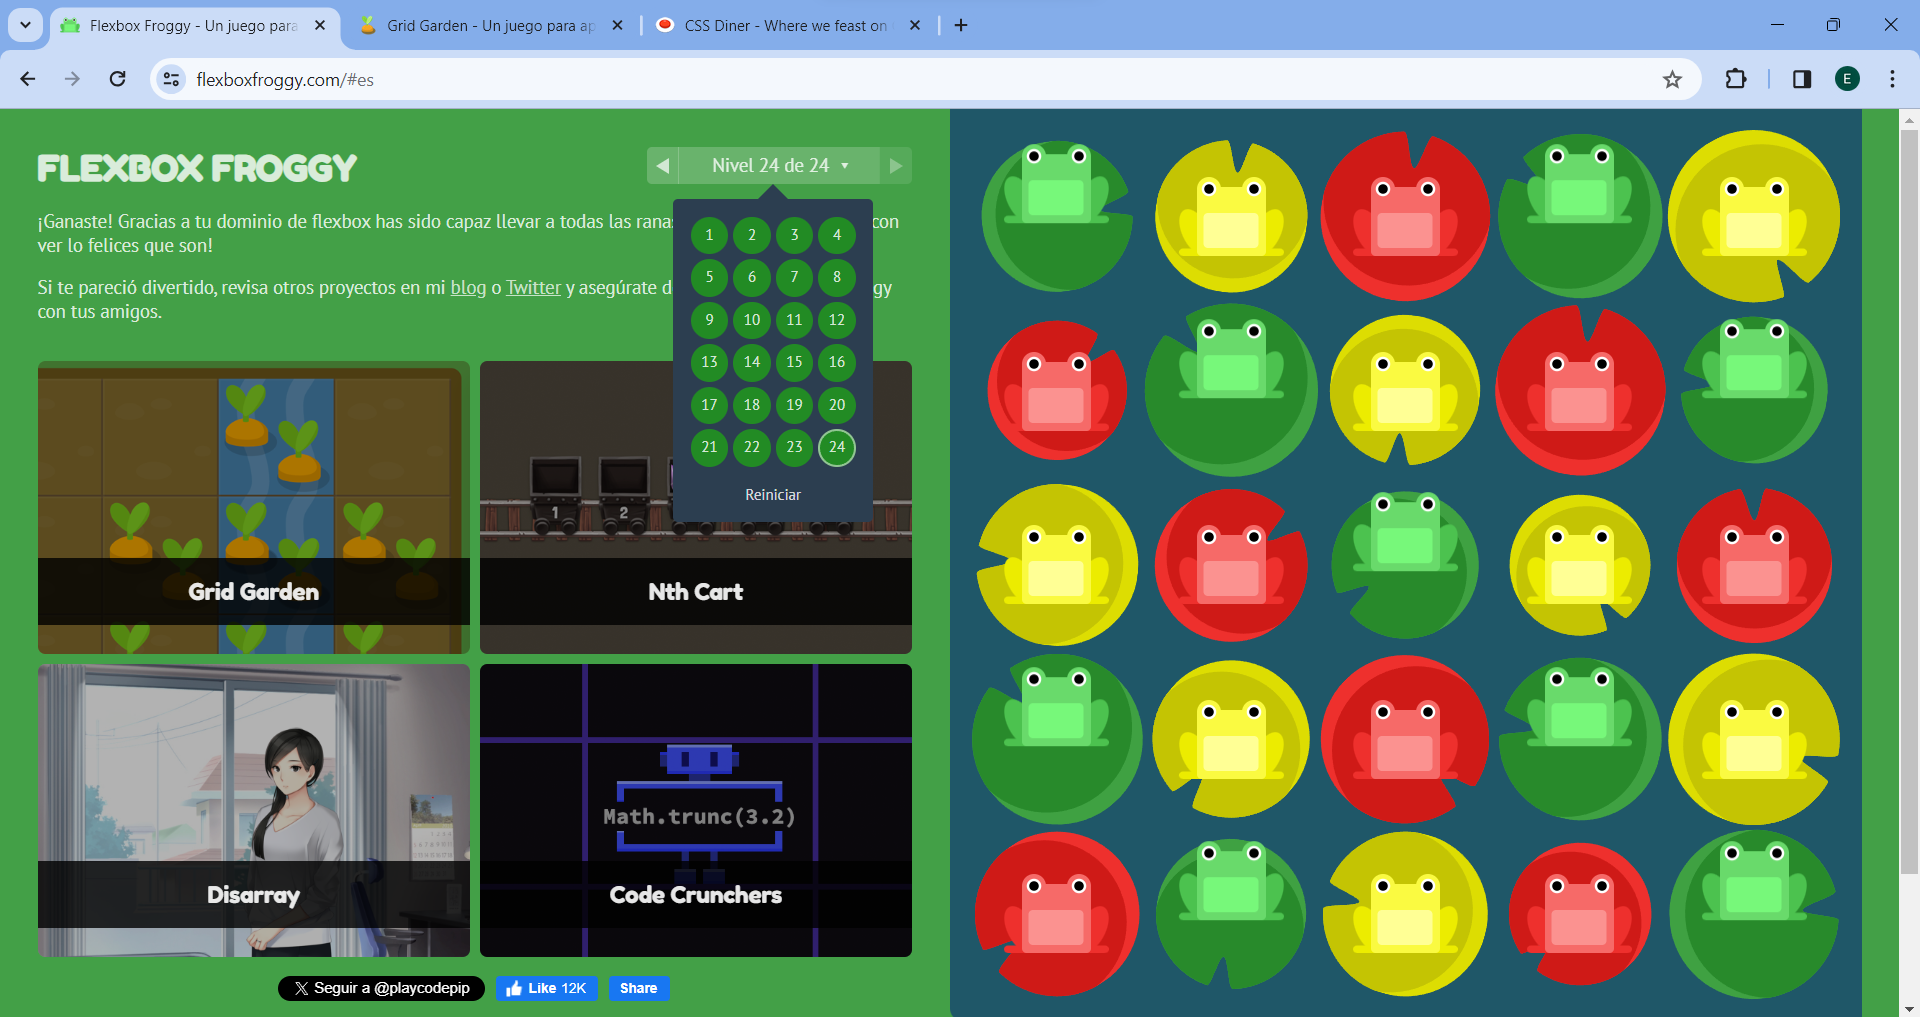 Flexbox Froggy - Un juego para
Grid Garden - Un juego para ap
CSS Diner - Where we feast on
flexboxfroggy.com/#es
E
FLEXBOX FROGGY
Nivel 24 de 24
¡Ganaste! Gracias a tu dominio de flexbox has sido capaz llevar a todas las ranas con
ver lo felices que son!
Si te pareció divertido, revisa otros proyectos en mi blog o Twitter y asegúrate d gy
con tus amigos.
1 2 3 4
5 6 7 8
9 10 11 12
13 14 15 16
17 18 19 20
21 22 23 24
Reiniciar
1 2
Grid Garden
Nth Cart
Math.trunc(3.2)
Disarray
Code Crunchers
Seguir a @playcodepip
Like 12K
Share